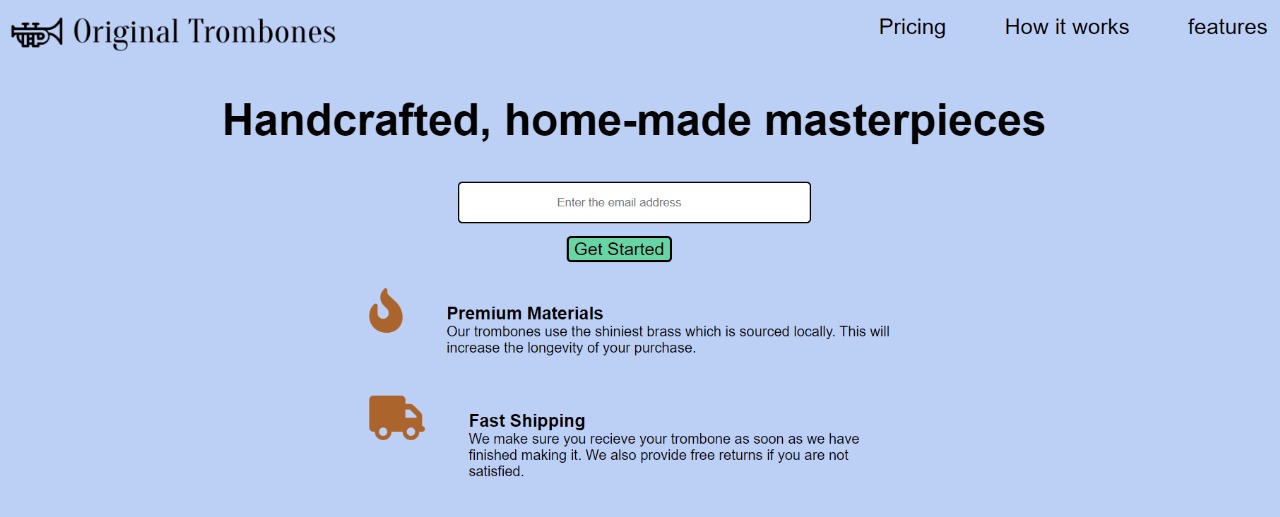 Original Trombones
Pricing
How it works
features
Handcrafted, home-made masterpieces
Enter the email address
Get Started
Premium Materials
Our trombones use the shiniest brass which is sourced locally. This will
increase the longevity of your purchase.
Fast Shipping
We make sure you recieve your trombone as soon as we have
finished making it. We also provide free returns if you are not
satisfied.